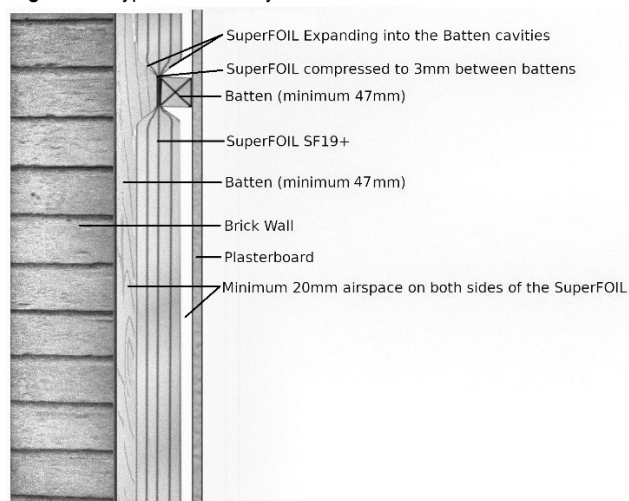 SuperFOIL Expanding into the Batten cavities
SuperFOIL compressed to 3mm between battens
Batten (minimum 47mm)
SuperFOIL SF19+
Batten (minimum 47mm)
Brick Wall
Plasterboard
Minimum 20mm airspace on both sides of the SuperFOIL